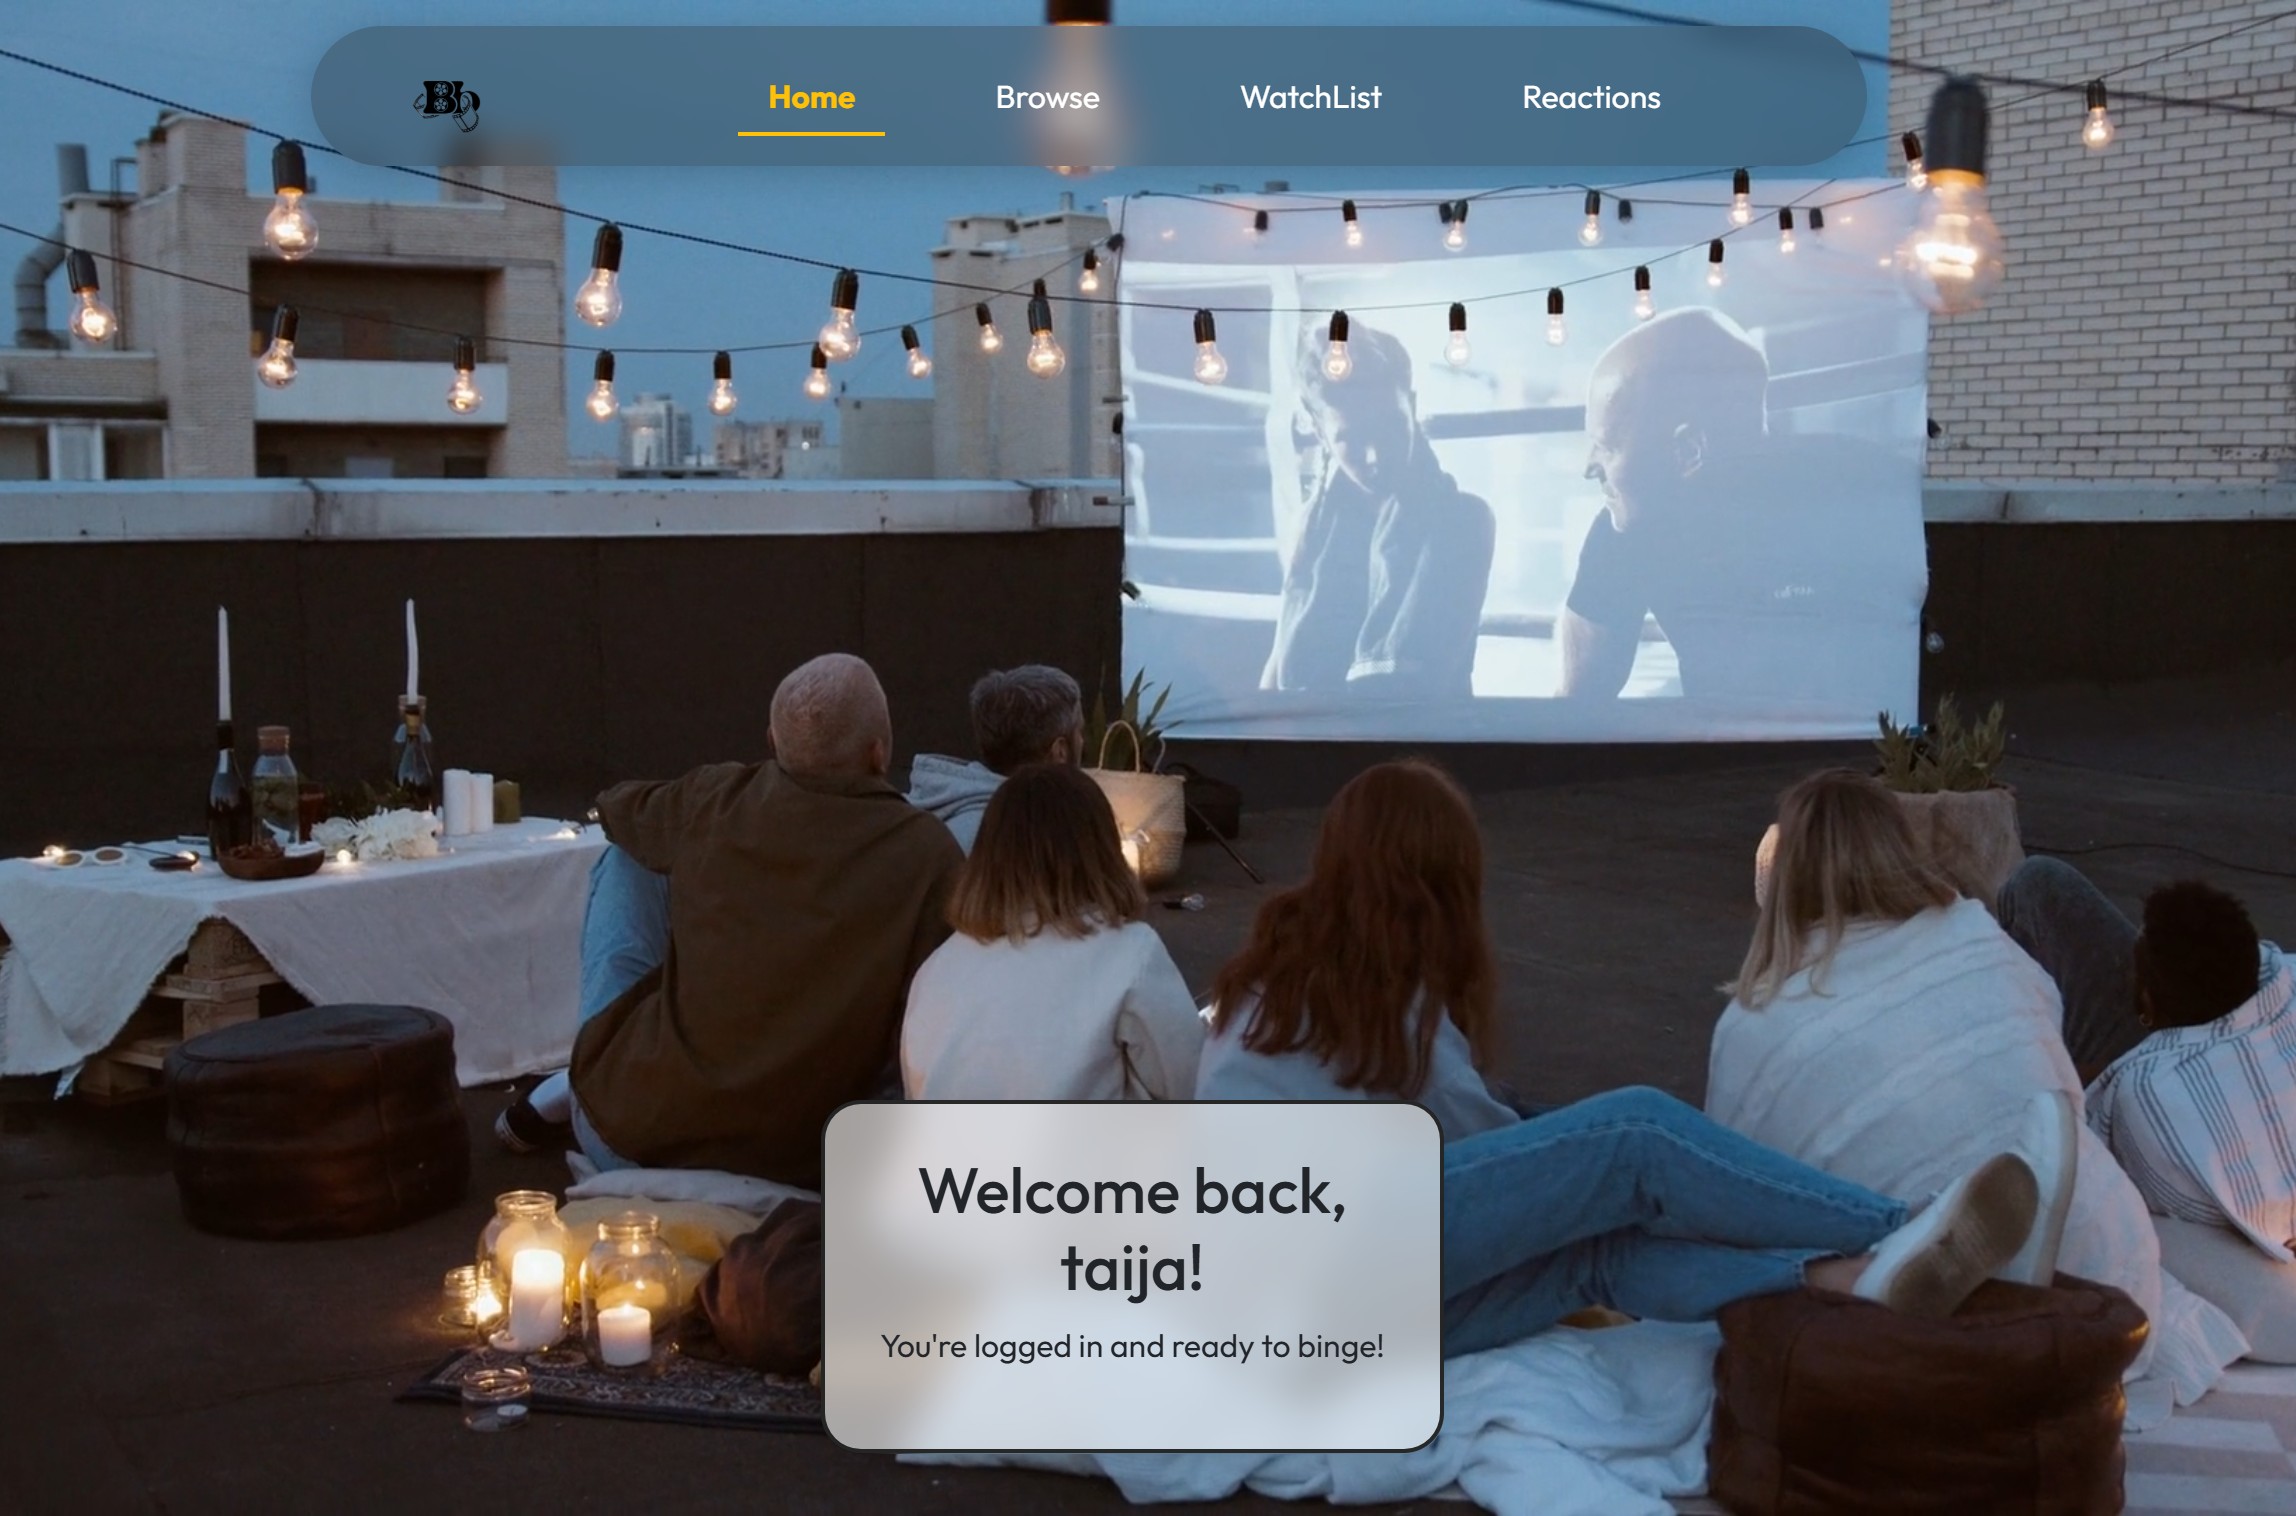 Bb
Home
Browse
WatchList
Reactions
Welcome back,
taija!
You're logged in and ready to binge!